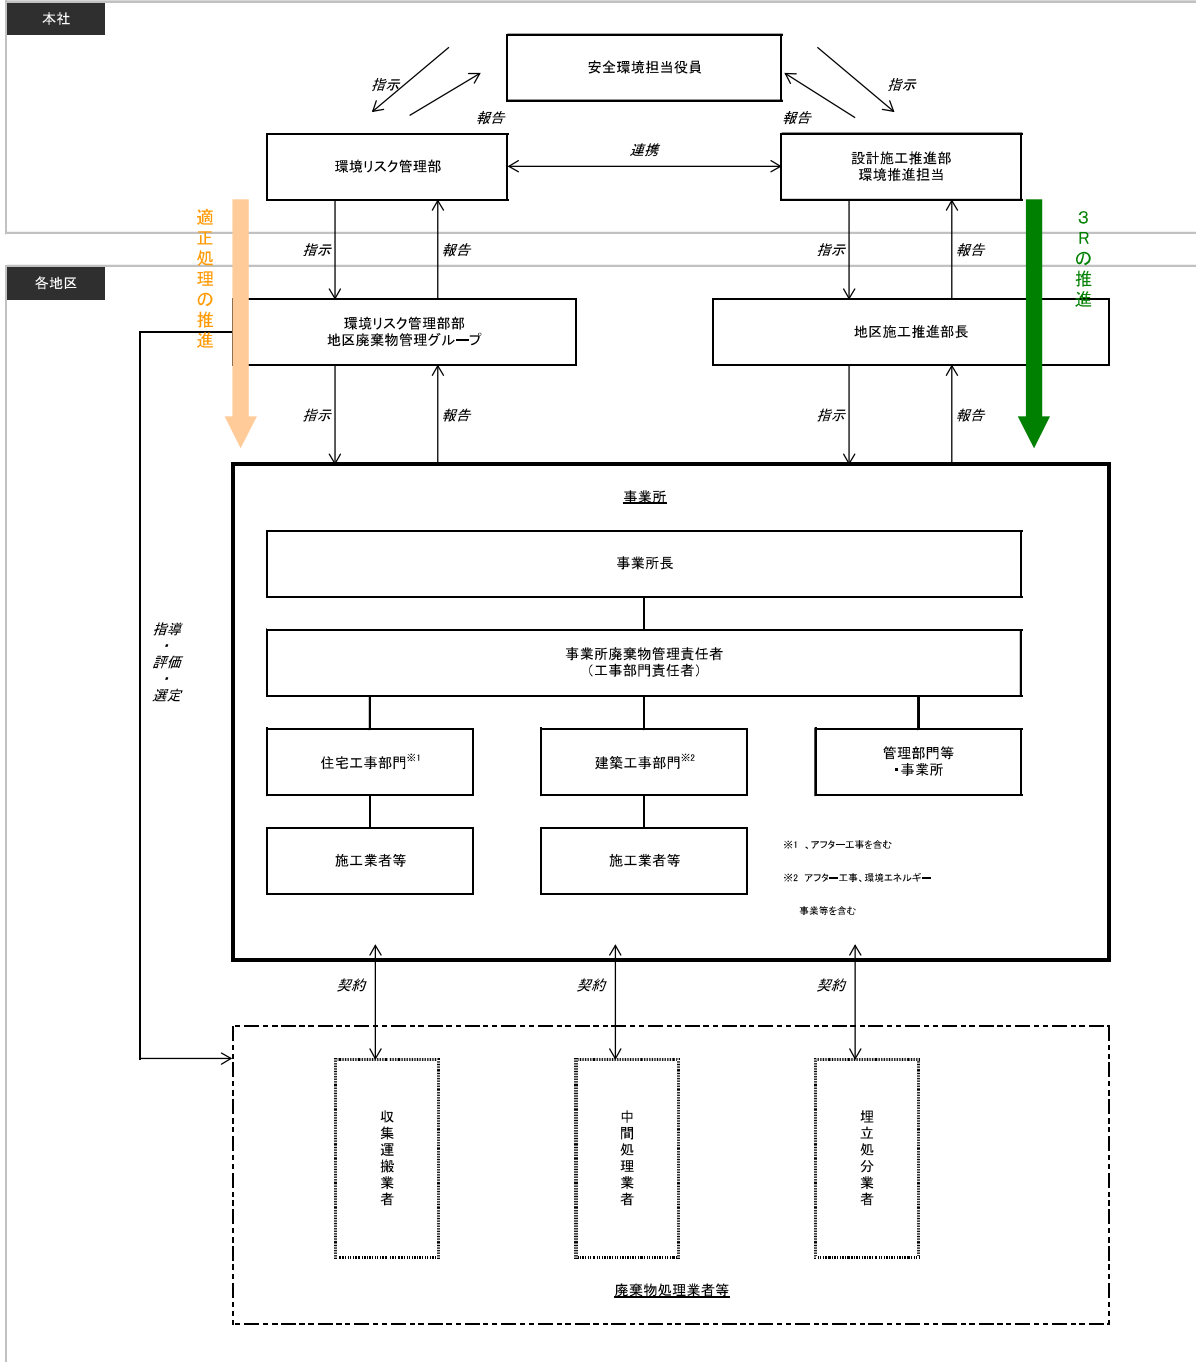 本社
安全環境担当役員
指示
指示
報告
報告
連携
環境リスク管理部
設計施工推進部
環境推進担当
適正処理の推進
3Rの推進
指示
報告
指示
報告
各地区
環境リスク管理部部
地区廃棄物管理グループ
地区施工推進部長
指示
報告
指示
報告
事業所
事業所長
指導
・
評価
・
選定
事業所廃棄物管理責任者
（工事部門責任者）
住宅工事部門※1
建築工事部門※2
管理部門等
・事業所
施工業者等
施工業者等
※1 、アフター工事を含む
※2 アフター工事、環境エネルギー
事業等を含む
契約
契約
契約
収集運搬業者
中間処理業者
埋立処分業者
廃棄物処理業者等